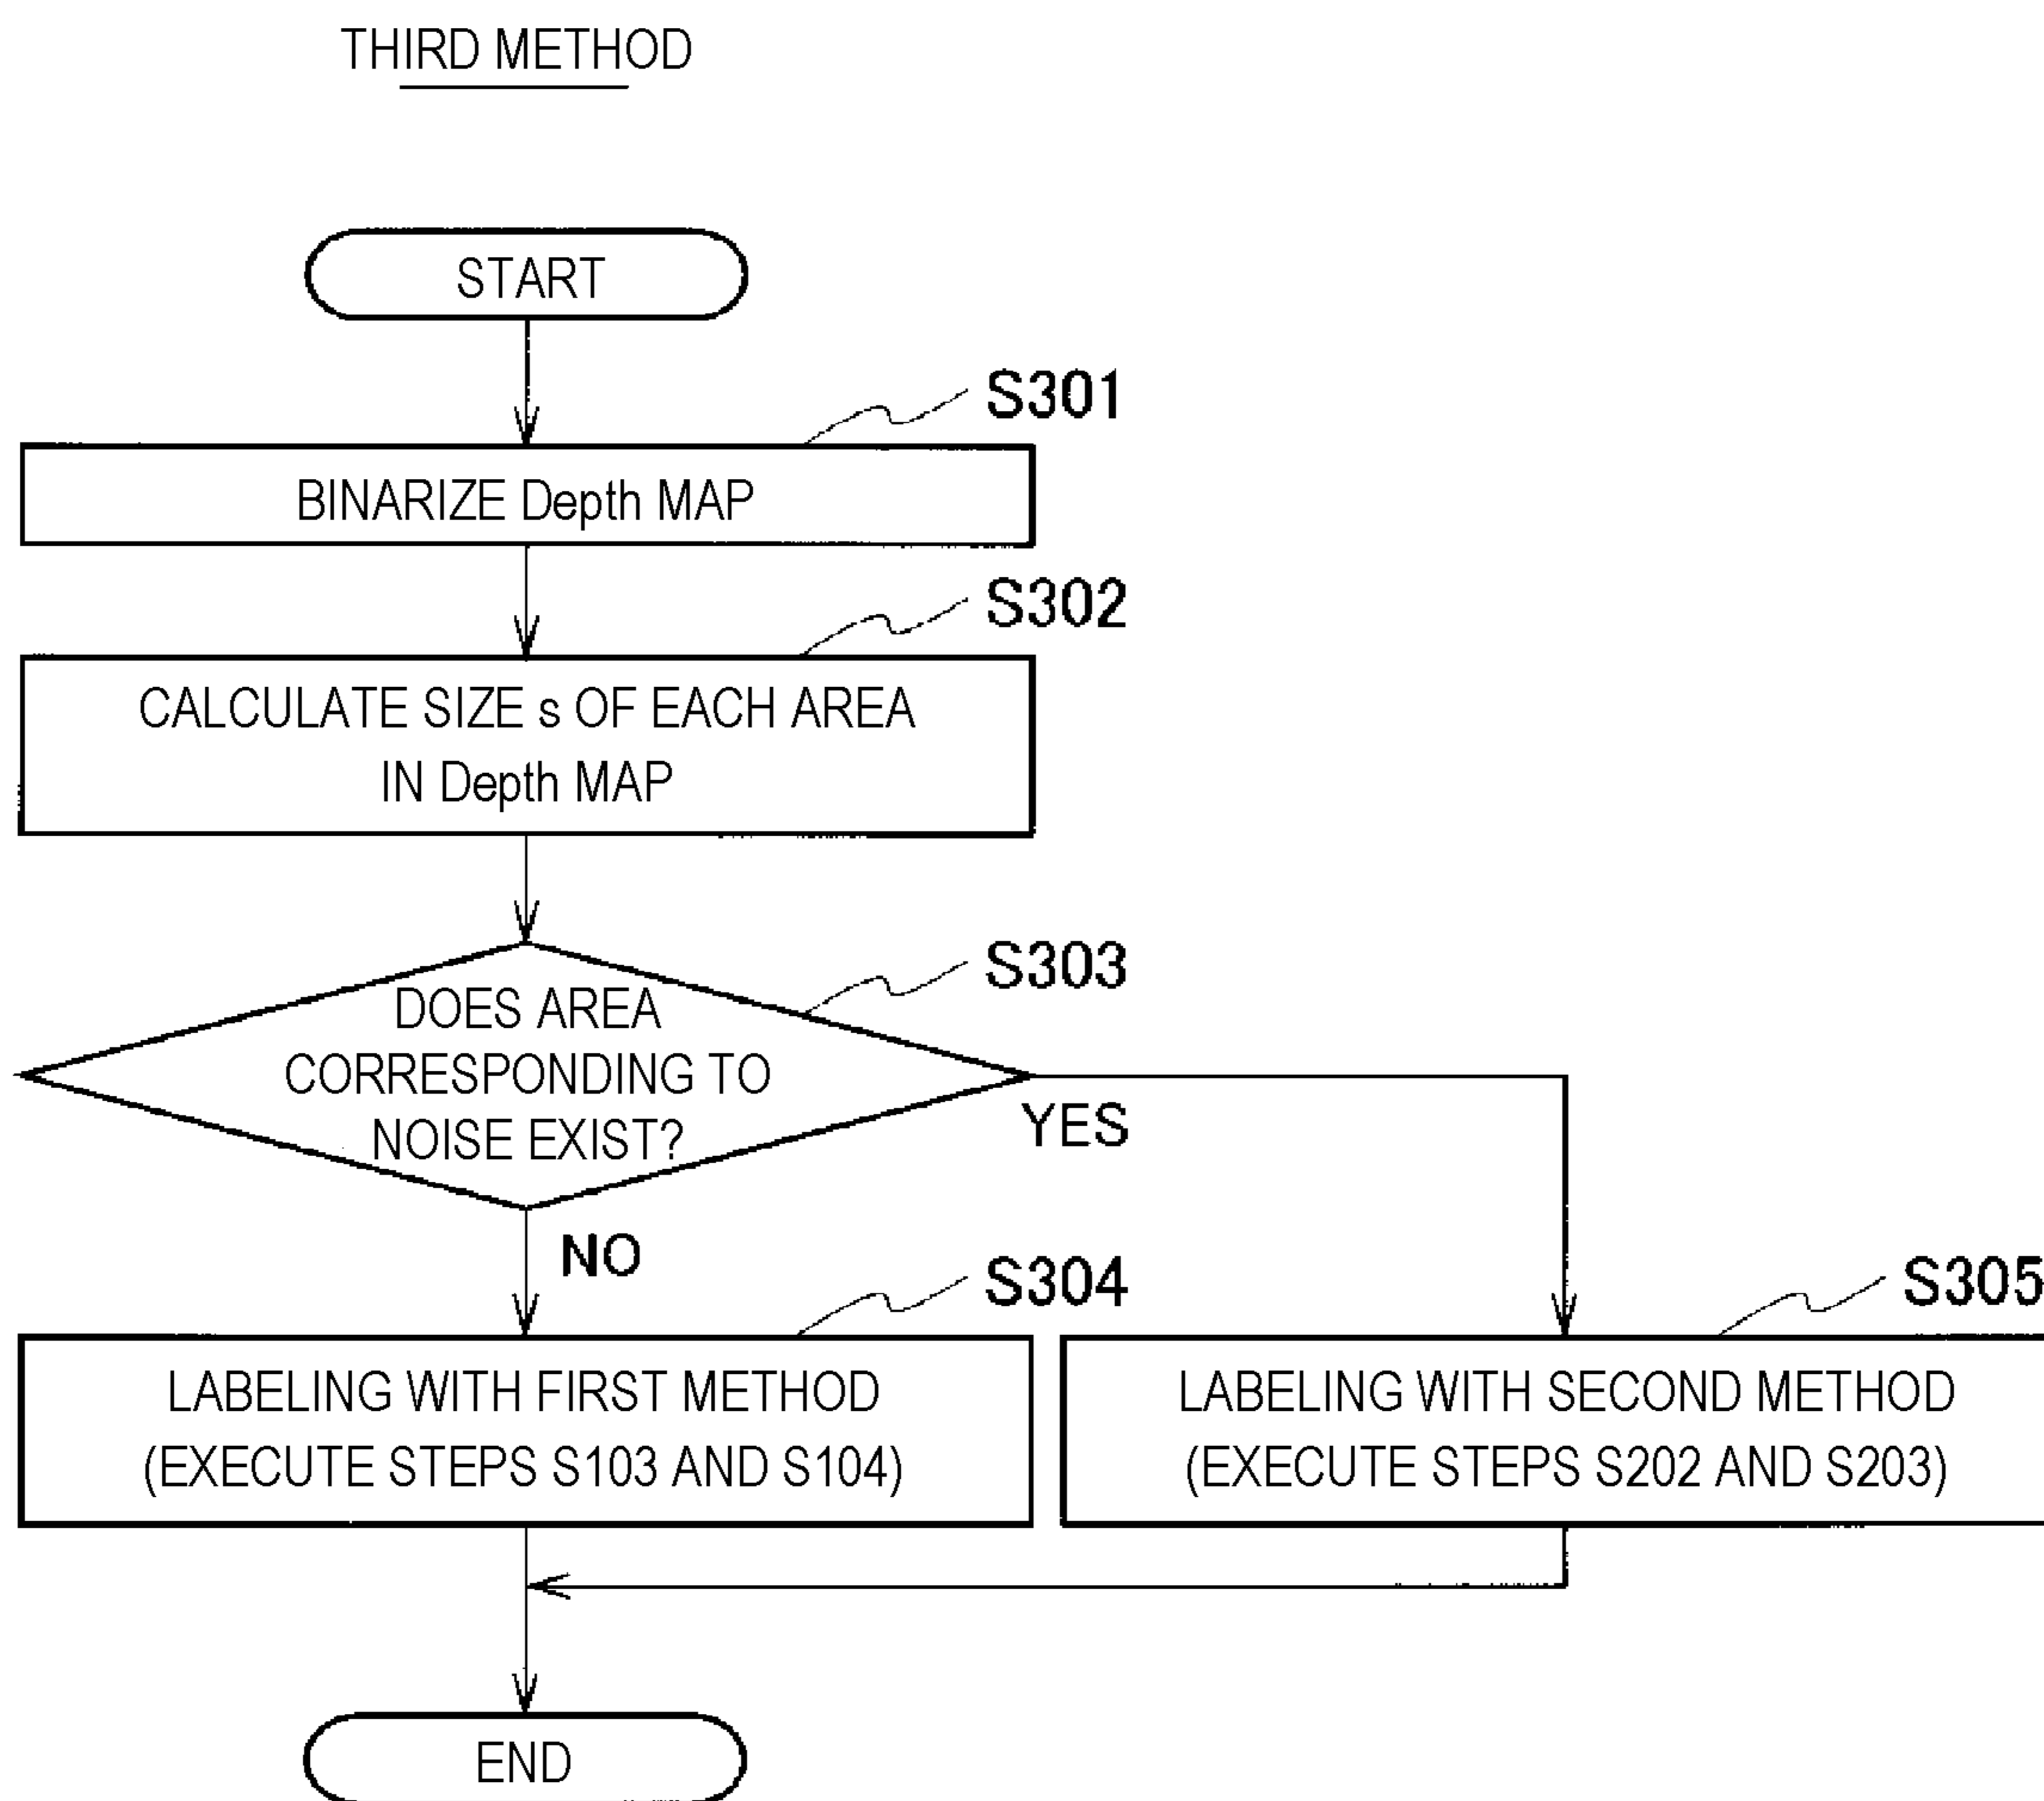 THIRD METHOD
START
S301
BINARIZE Depth MAP
S302
CALCULATE SIZE s OF EACH AREA
IN Depth MAP
S303
DOES AREA
CORRESPONDING TO
NOISE EXIST?
YES
NO
S304
LABELING WITH FIRST METHOD
(EXECUTE STEPS S103 AND S104)
S305
LABELING WITH SECOND METHOD
(EXECUTE STEPS S202 AND S203)
END